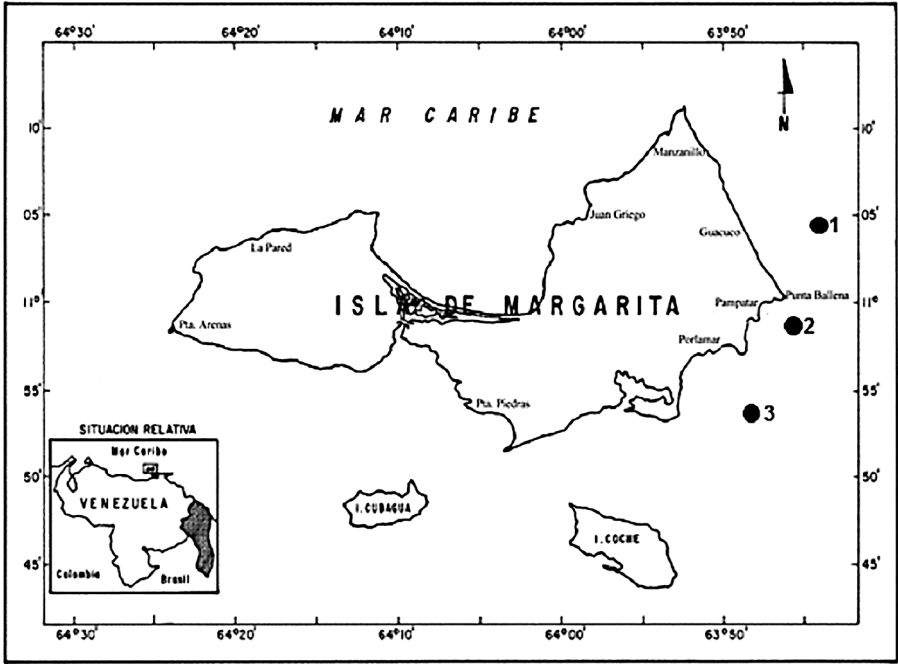 64°30' 64°20' 64°10' 64°00' 63°50'
MAR CARIBE
N
10' 10'
Manzanillo
05' 05'
Juan Griego
1
Guacuco
La Pared
11° 11°
ISLA DE MARGARITA
Pampatar
Punta Ballena
Pta. Arenas
2
Porlamar
55' 55'
Pta. Piedras
3
SITUACION RELATIVA
Mar Caribe
VENEZUELA
Colombia
Brasil
50' 50'
I. CUBAGUA
I. COCHE
45' 45'
64°30' 64°20' 64°10' 64°00' 63°50'